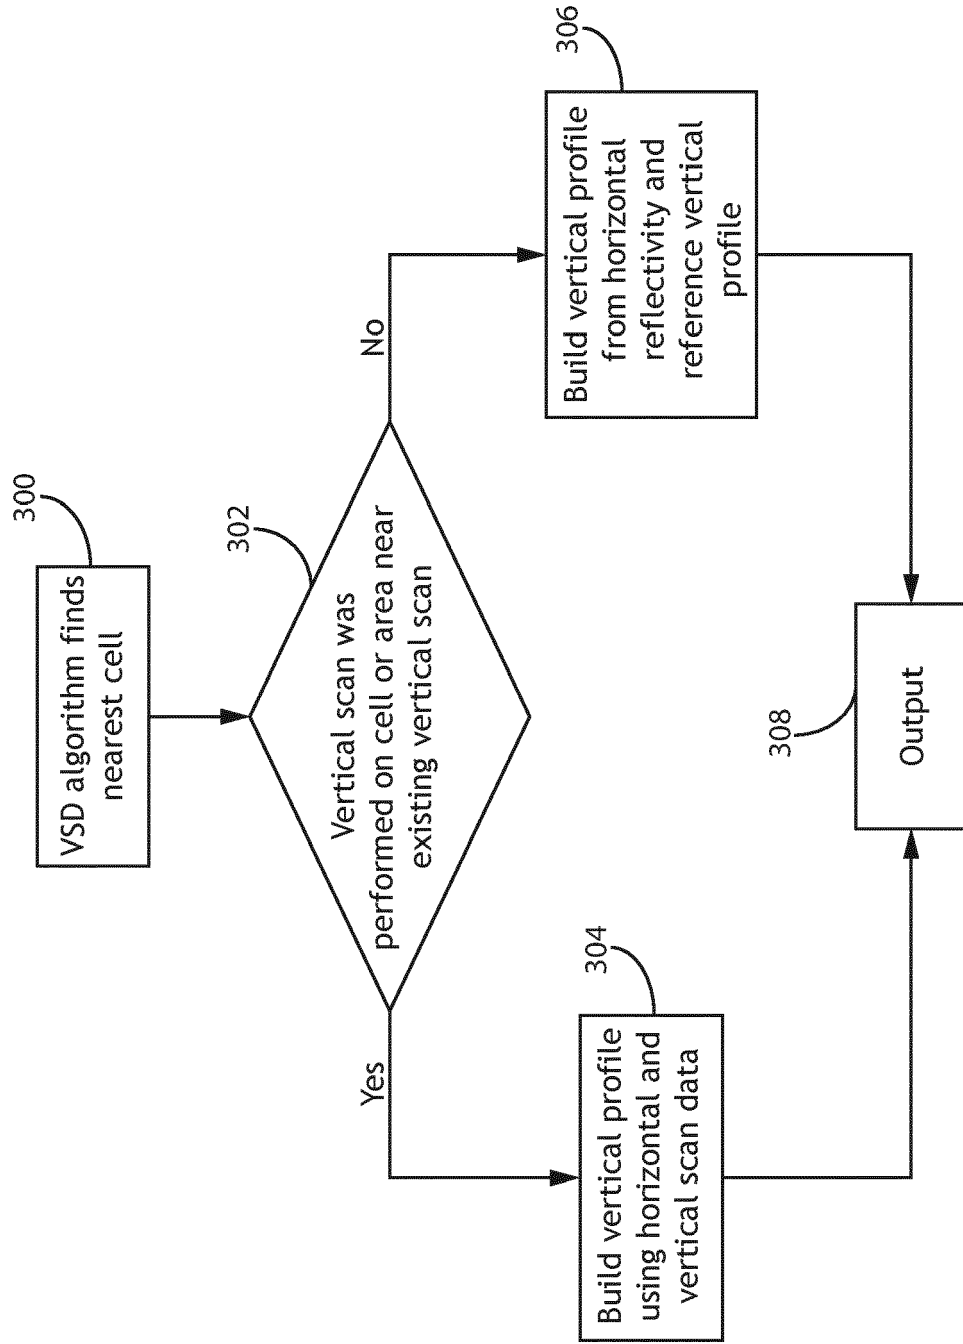 300
VSD algorithm finds
nearest cell
302
Vertical scan was
performed on cell or area near
existing vertical scan
Yes
No
304
Build vertical profile
using horizontal and
vertical scan data
306
Build vertical profile
from horizontal
reflectivity and
reference vertical
profile
308
Output